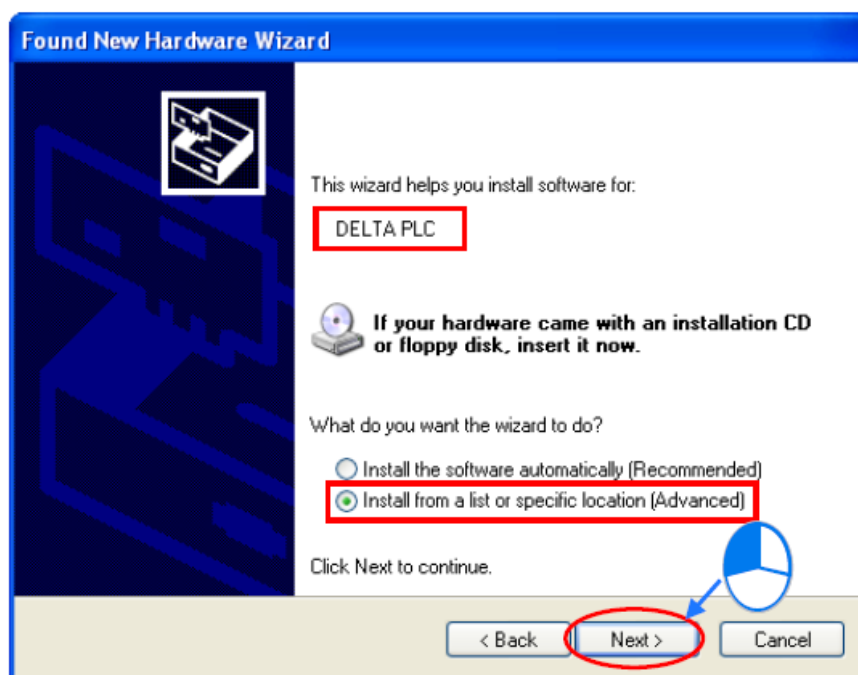 Found New Hardware Wizard
This wizard helps you install software for:
DELTA PLC
If your hardware came with an installation CD
or floppy disk, insert it now.
What do you want the wizard to do?
Install the software automatically (Recommended)
Install from a list or specific location (Advanced)
Click Next to continue.
< Back
Next >
Cancel